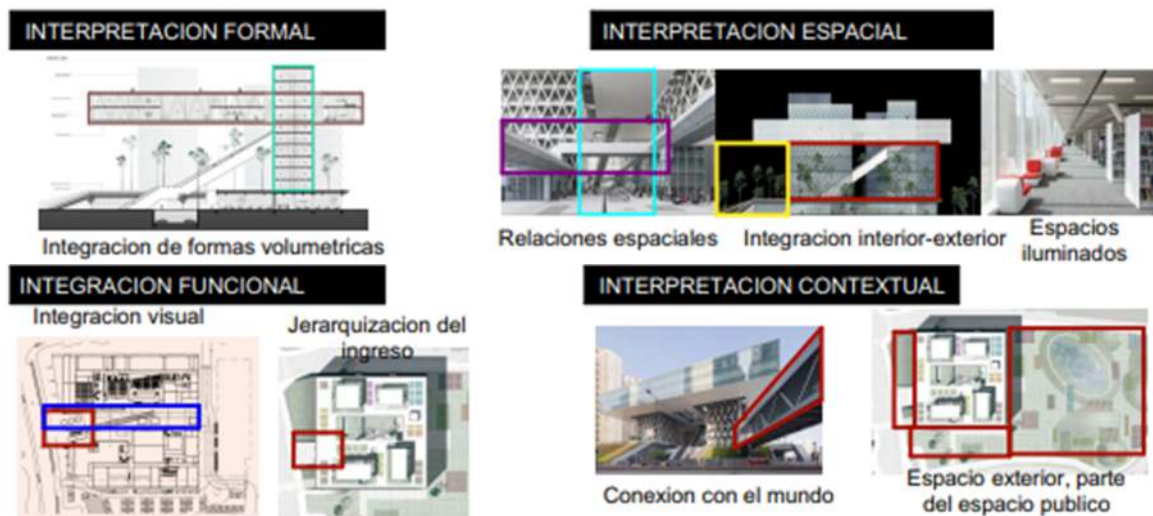 INTERPRETACION FORMAL
Integracion de formas volumetricas
INTERPRETACION ESPACIAL
Relaciones espaciales
Integracion interior-exterior
Espacios
iluminados
INTEGRACION FUNCIONAL
Integracion visual
Jerarquizacion del
ingreso
INTERPRETACION CONTEXTUAL
Conexion con el mundo
Espacio exterior, parte
del espacio publico